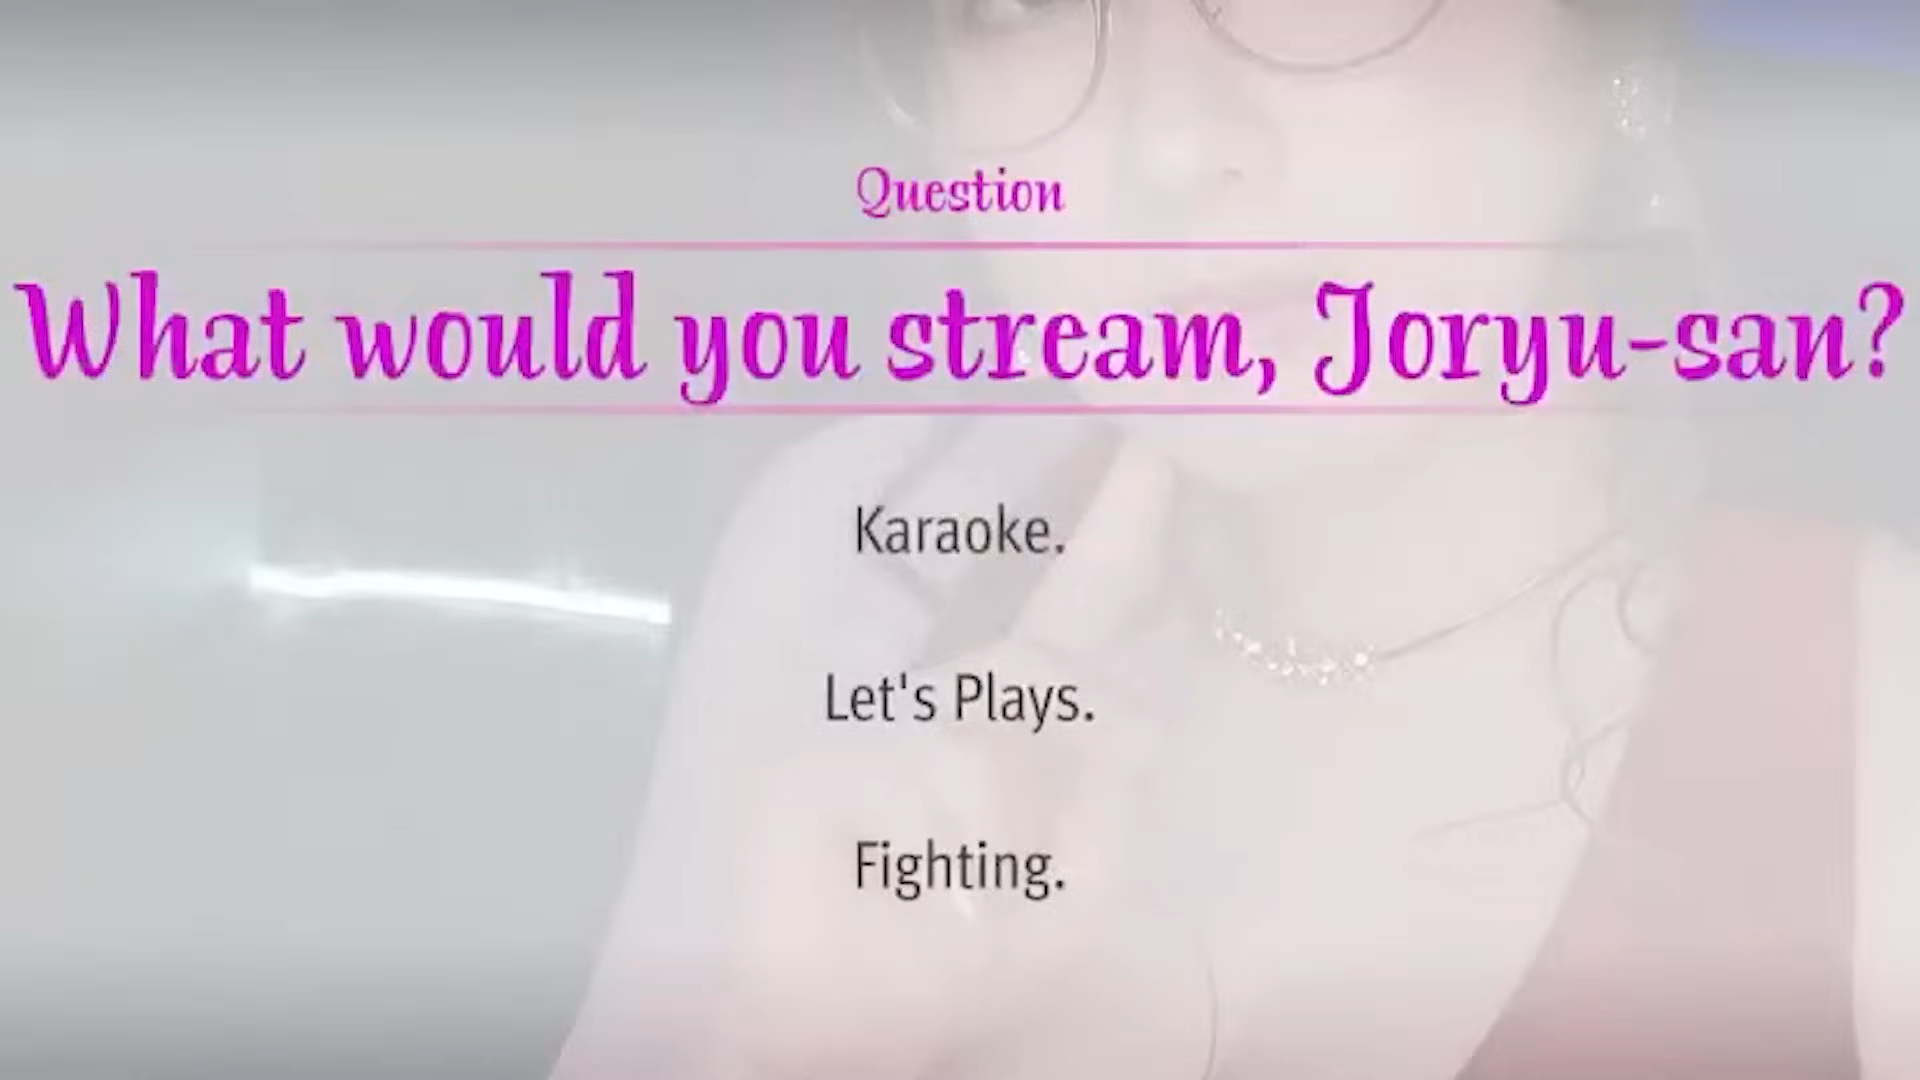 Question
What would you stream, Joryu-san?
Karaoke.
Let's Plays.
Fighting.